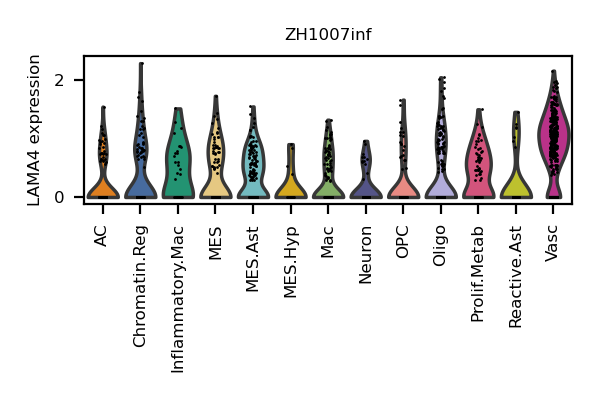 ZH1007inf
LAMA4 expression
2
0
AC
Chromatin.Reg
Inflammatory.Mac
MES
MES.Ast
MES.Hyp
Mac
Neuron
OPC
Oligo
Prolif.Metab
Reactive.Ast
Vasc